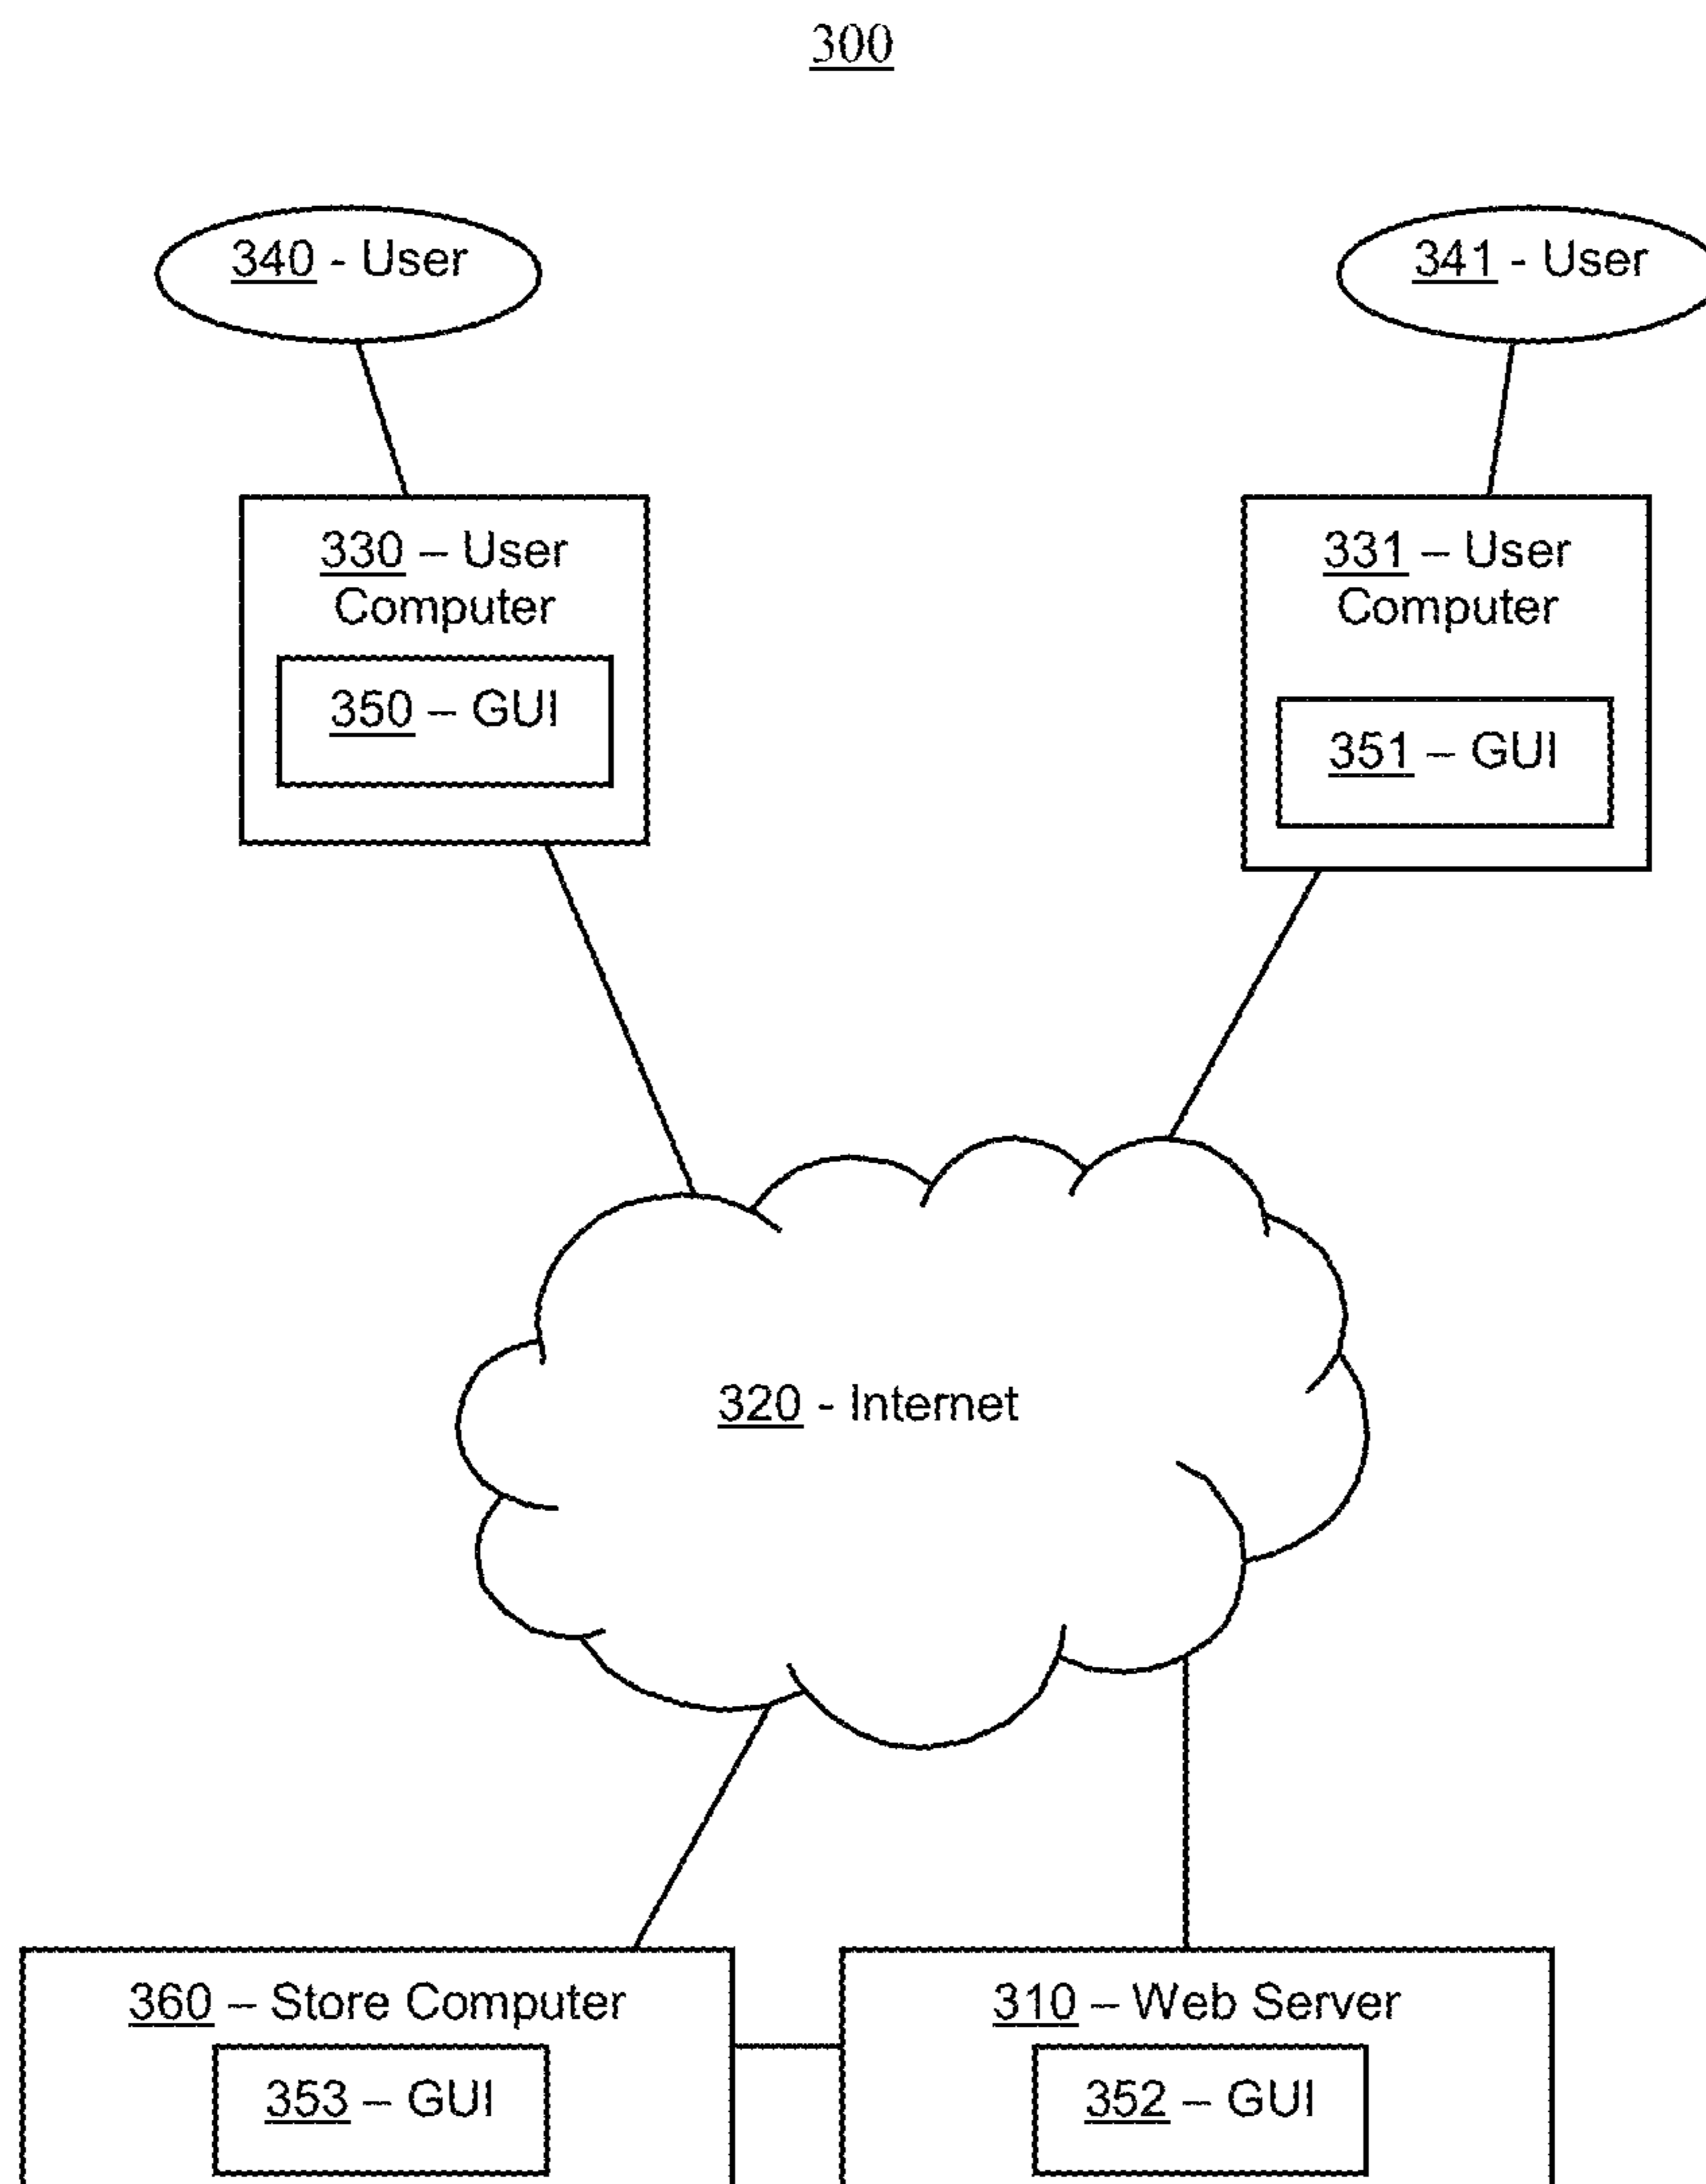 300
340 - User
341 - User
330 – User
Computer
350 – GUI
331 – User
Computer
351 – GUI
320 - Internet
360 – Store Computer
353 – GUI
310 – Web Server
352 – GUI